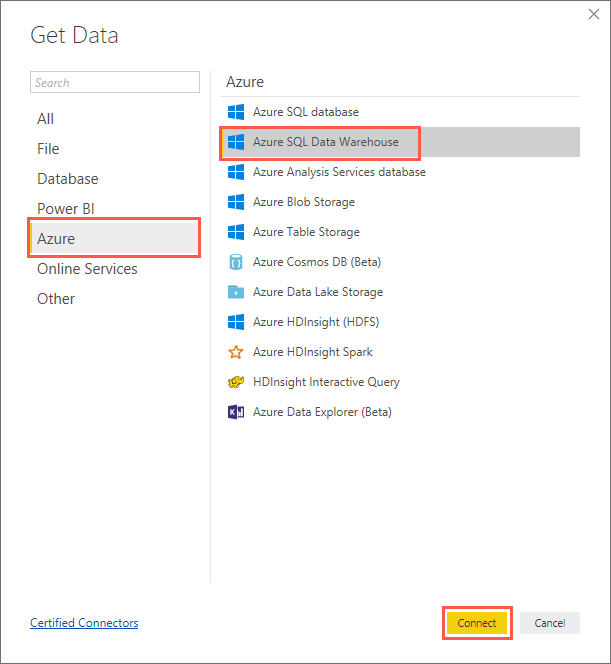 Get Data
Search
All
File
Database
Power BI
Azure
Online Services
Other
Azure
Azure SQL database
Azure SQL Data Warehouse
Azure Analysis Services database
Azure Blob Storage
Azure Table Storage
Azure Cosmos DB (Beta)
Azure Data Lake Storage
Azure HDInsight (HDFS)
Azure HDInsight Spark
HDInsight Interactive Query
Azure Data Explorer (Beta)
Certified Connectors
Connect
Cancel